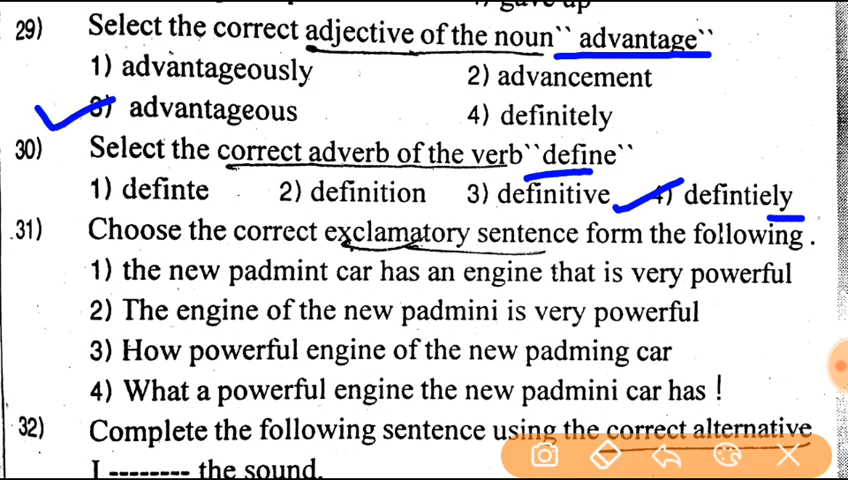 4) gave up
29) Select the correct adjective of the noun`` advantage``
1) advantageously 2) advancement
3) advantageous 4) definitely
30) Select the correct adverb of the verb``define``
1) definte 2) definition 3) definitive 4) defintiely
31) Choose the correct exclamatory sentence form the following .
1) the new padmint car has an engine that is very powerful
2) The engine of the new padmini is very powerful
3) How powerful engine of the new padming car
4) What a powerful engine the new padmini car has !
32) Complete the following sentence using the correct alternative
I -------- the sound.